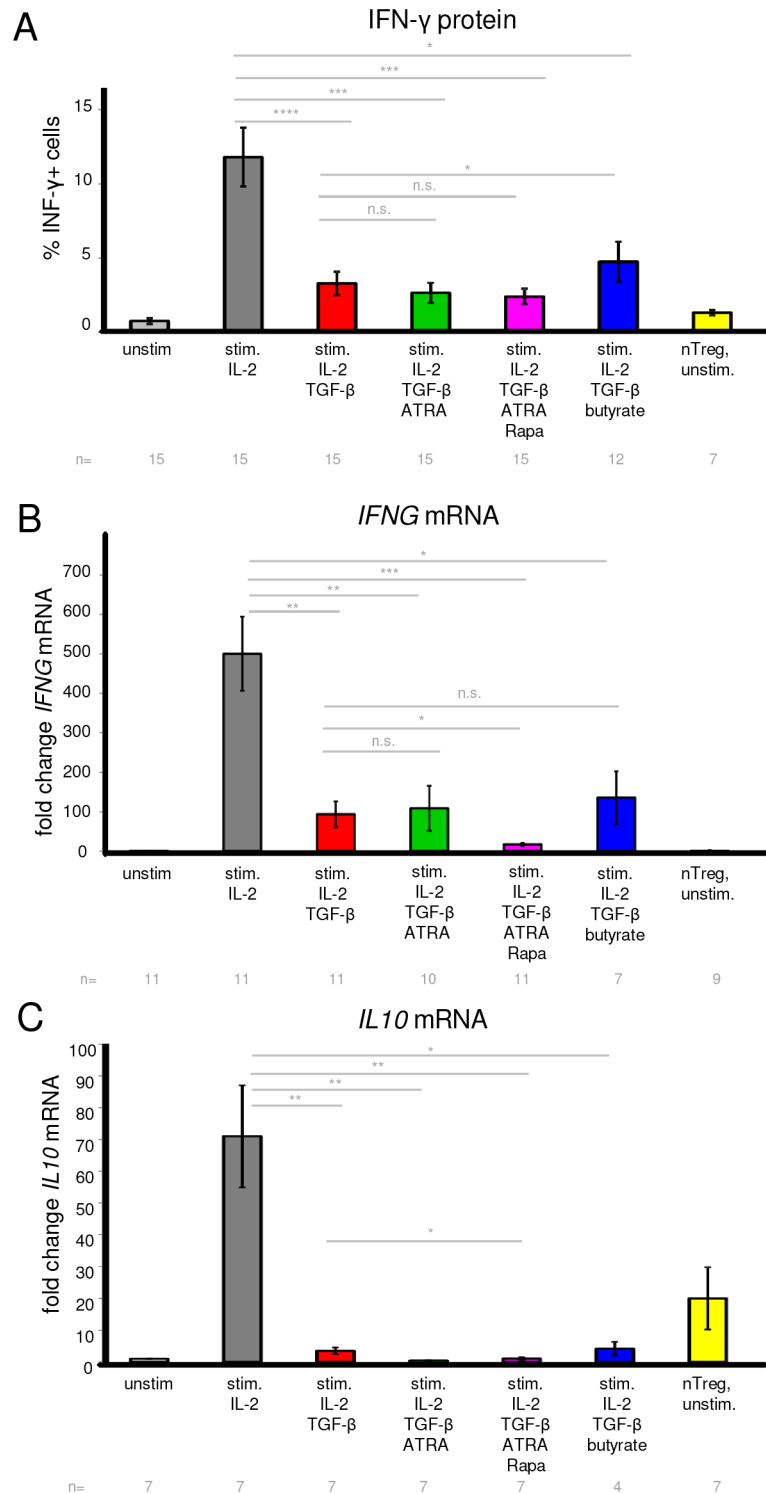 A
IFN-γ protein
*
***
***
****
*
n.s.
n.s.
% INF-γ+ cells
15
10
5
0
unstim
stim.
IL-2
stim.
IL-2
TGF-β
stim.
IL-2
TGF-β
ATRA
stim.
IL-2
TGF-β
ATRA
Rapa
stim.
IL-2
TGF-β
butyrate
nTreg,
unstim.
n= 15 15 15 15 15 12 7
B
IFNG mRNA
*
***
**
**
n.s.
*
n.s.
fold change IFNG mRNA
700
600
500
400
300
200
100
0
unstim
stim.
IL-2
stim.
IL-2
TGF-β
stim.
IL-2
TGF-β
ATRA
stim.
IL-2
TGF-β
ATRA
Rapa
stim.
IL-2
TGF-β
butyrate
nTreg,
unstim.
n= 11 11 11 10 11 7 9
C
IL10 mRNA
*
**
**
**
*
fold change IL10 mRNA
100
90
80
70
60
50
40
30
20
10
0
unstim
stim.
IL-2
stim.
IL-2
TGF-β
stim.
IL-2
TGF-β
ATRA
stim.
IL-2
TGF-β
ATRA
Rapa
stim.
IL-2
TGF-β
butyrate
nTreg,
unstim.
n= 7 7 7 7 7 4 7